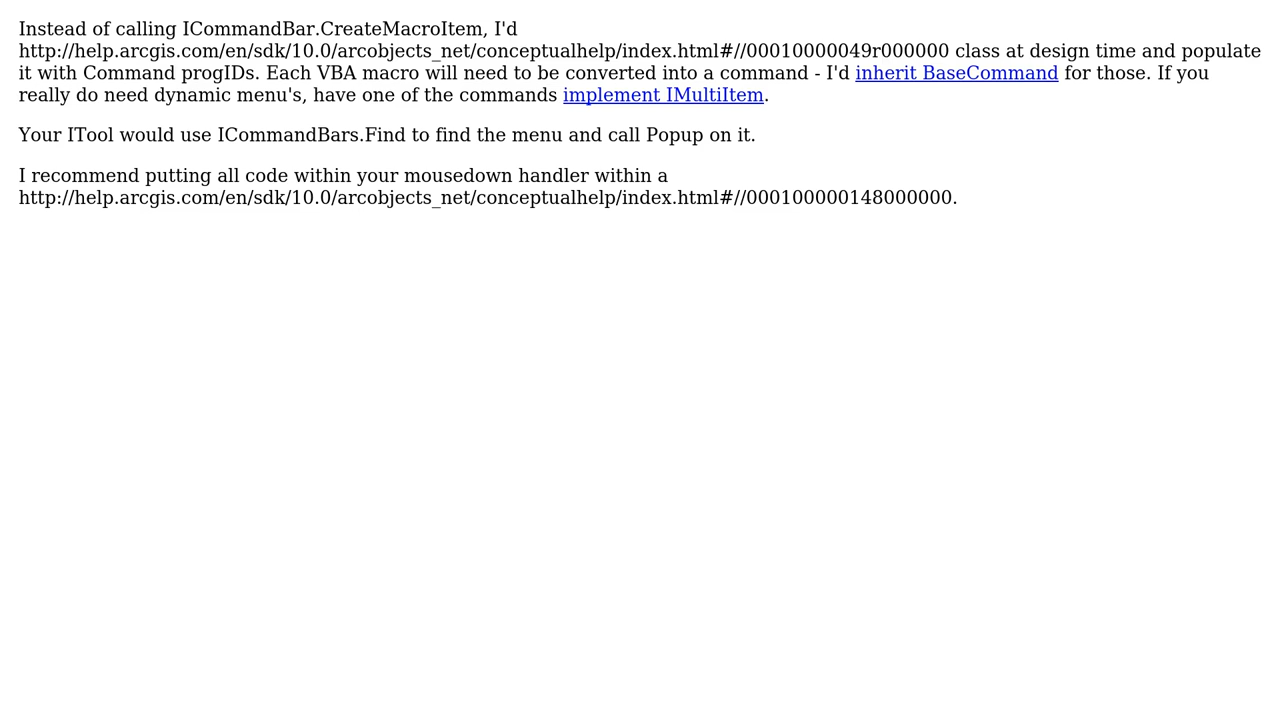 Instead of calling ICommandBar.CreateMacroItem, I'd
http://help.arcgis.com/en/sdk/10.0/arcobjects_net/conceptualhelp/index.html#//00010000049r000000 class at design time and populate
it with Command progIDs. Each VBA macro will need to be converted into a command - I'd inherit BaseCommand for those. If you
really do need dynamic menu's, have one of the commands implement IMultiItem.
Your ITool would use ICommandBars.Find to find the menu and call Popup on it.
I recommend putting all code within your mousedown handler within a
http://help.arcgis.com/en/sdk/10.0/arcobjects_net/conceptualhelp/index.html#//000100000148000000.